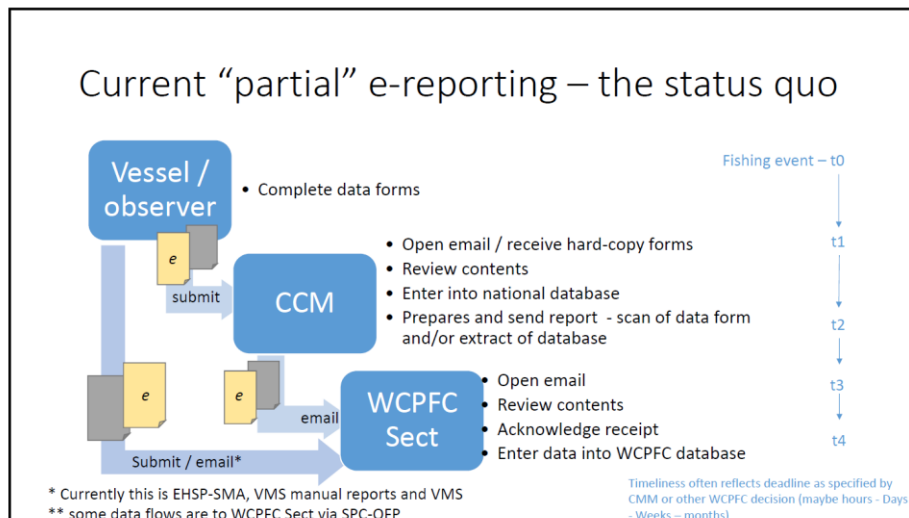 Current “partial” e-reporting – the status quo
Vessel /
observer
• Complete data forms
Fishing event – t0
e
submit
CCM
• Open email / receive hard-copy forms
• Review contents
• Enter into national database
• Prepares and send report - scan of data form
and/or extract of database
t1
t2
e
e
email
WCPFC
Sect
• Open email
• Review contents
• Acknowledge receipt
• Enter data into WCPFC database
t3
t4
Submit / email*
* Currently this is EHSP-SMA, VMS manual reports and VMS
** some data flows are to WCPFC Sect via SPC-OFP
Timeliness often reflects deadline as specified by
CMM or other WCPFC decision (maybe hours - Days
- Weeks – months)